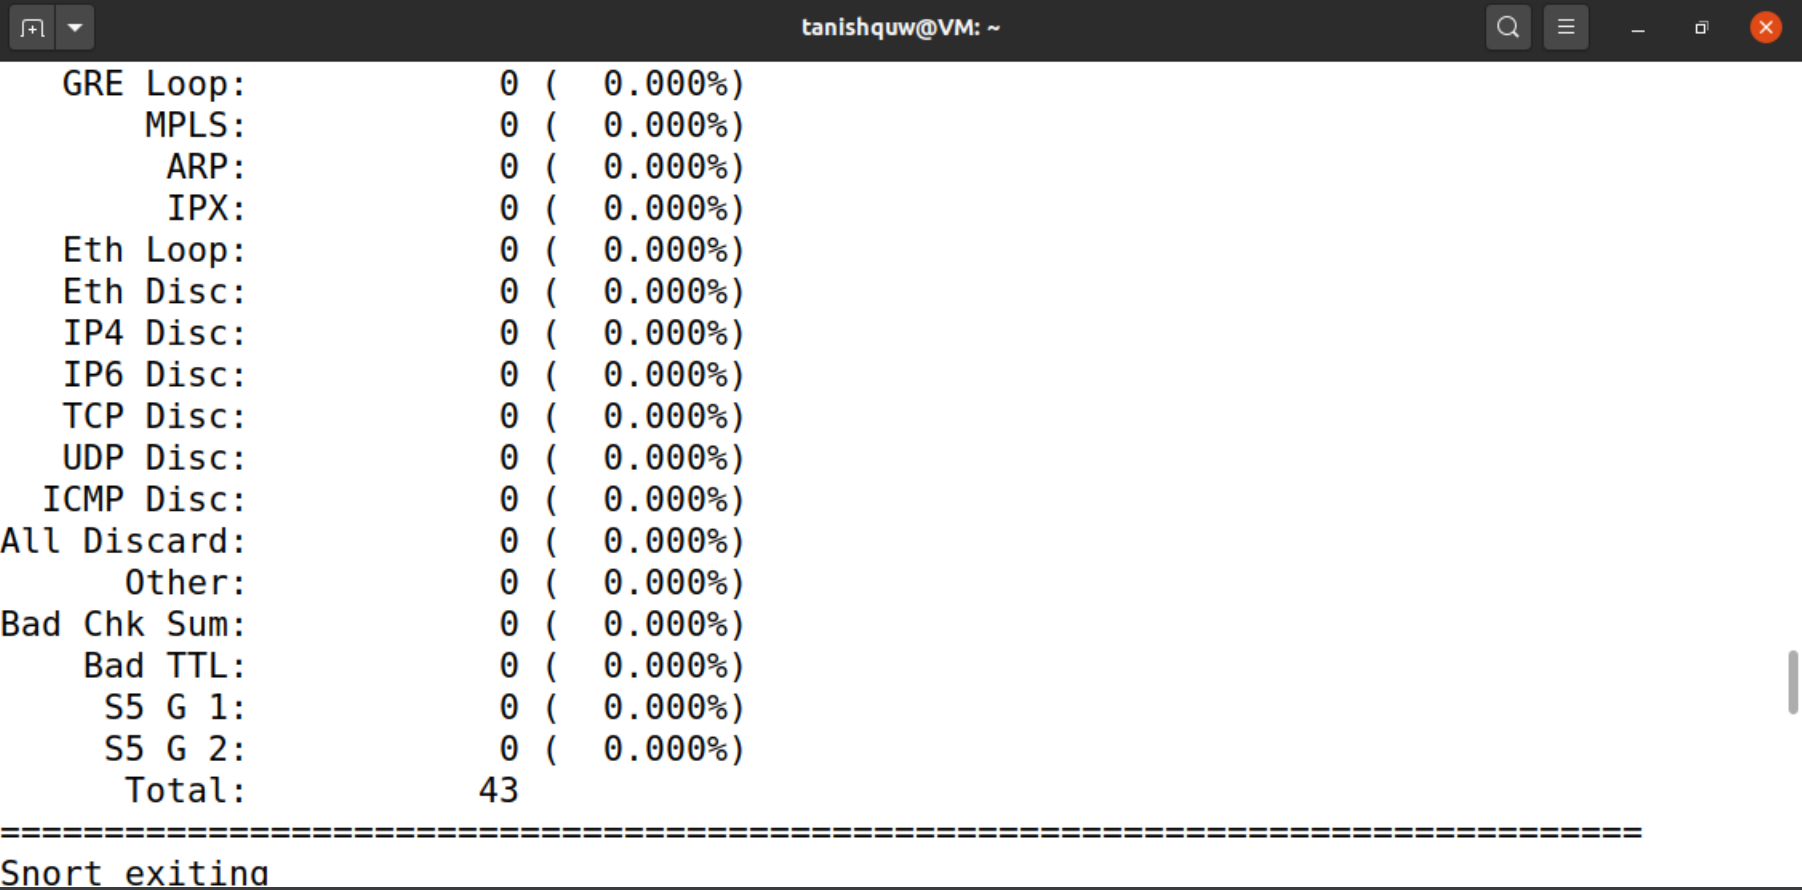 tanishquw@VM: ~
GRE Loop: 0 ( 0.000%)
MPLS: 0 ( 0.000%)
ARP: 0 ( 0.000%)
IPX: 0 ( 0.000%)
Eth Loop: 0 ( 0.000%)
Eth Disc: 0 ( 0.000%)
IP4 Disc: 0 ( 0.000%)
IP6 Disc: 0 ( 0.000%)
TCP Disc: 0 ( 0.000%)
UDP Disc: 0 ( 0.000%)
ICMP Disc: 0 ( 0.000%)
All Discard: 0 ( 0.000%)
Other: 0 ( 0.000%)
Bad Chk Sum: 0 ( 0.000%)
Bad TTL: 0 ( 0.000%)
S5 G 1: 0 ( 0.000%)
S5 G 2: 0 ( 0.000%)
Total: 43
===============================================================================
Snort exiting